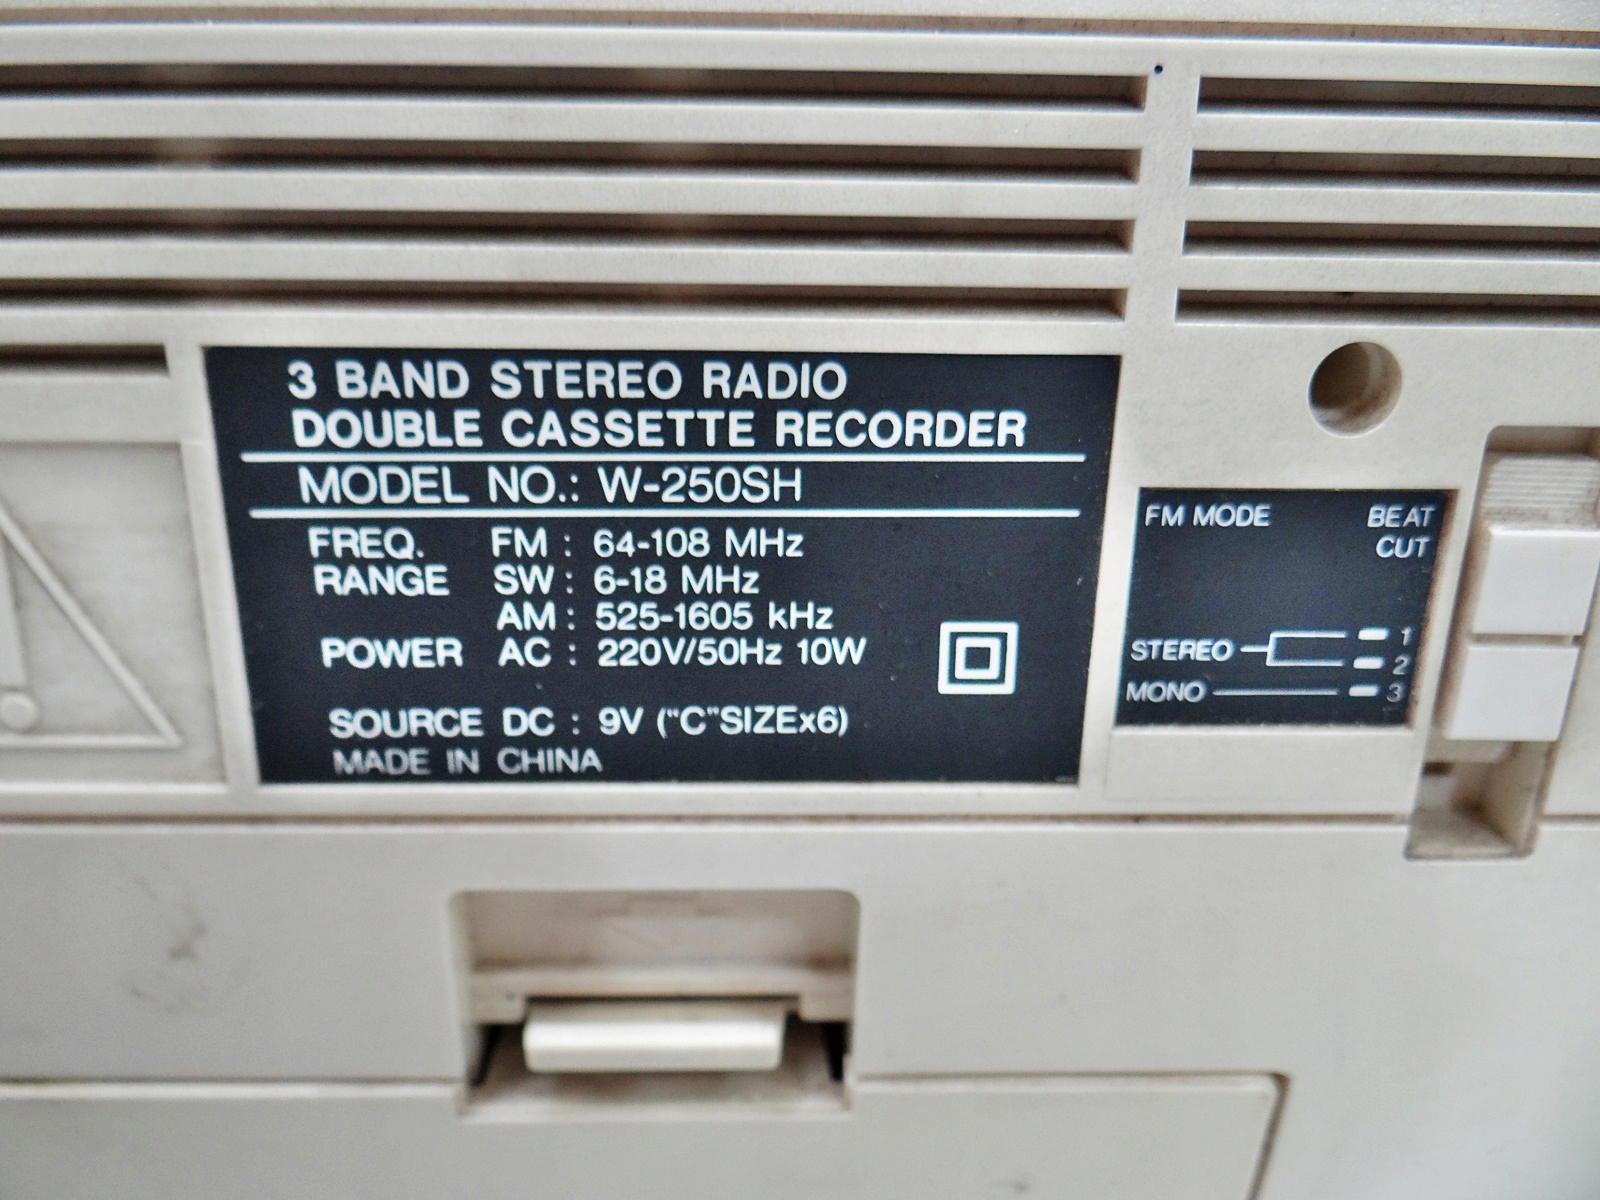 3 BAND STEREO RADIO
DOUBLE CASSETTE RECORDER
MODEL NO.: W-250SH
FREQ. FM : 64-108 MHz
RANGE SW : 6-18 MHz
AM : 525-1605 kHz
POWER AC : 220V/50Hz 10W
SOURCE DC : 9V ("C"SIZEx6)
MADE IN CHINA
FM MODE BEAT
CUT
STEREO 1
2
MONO 3